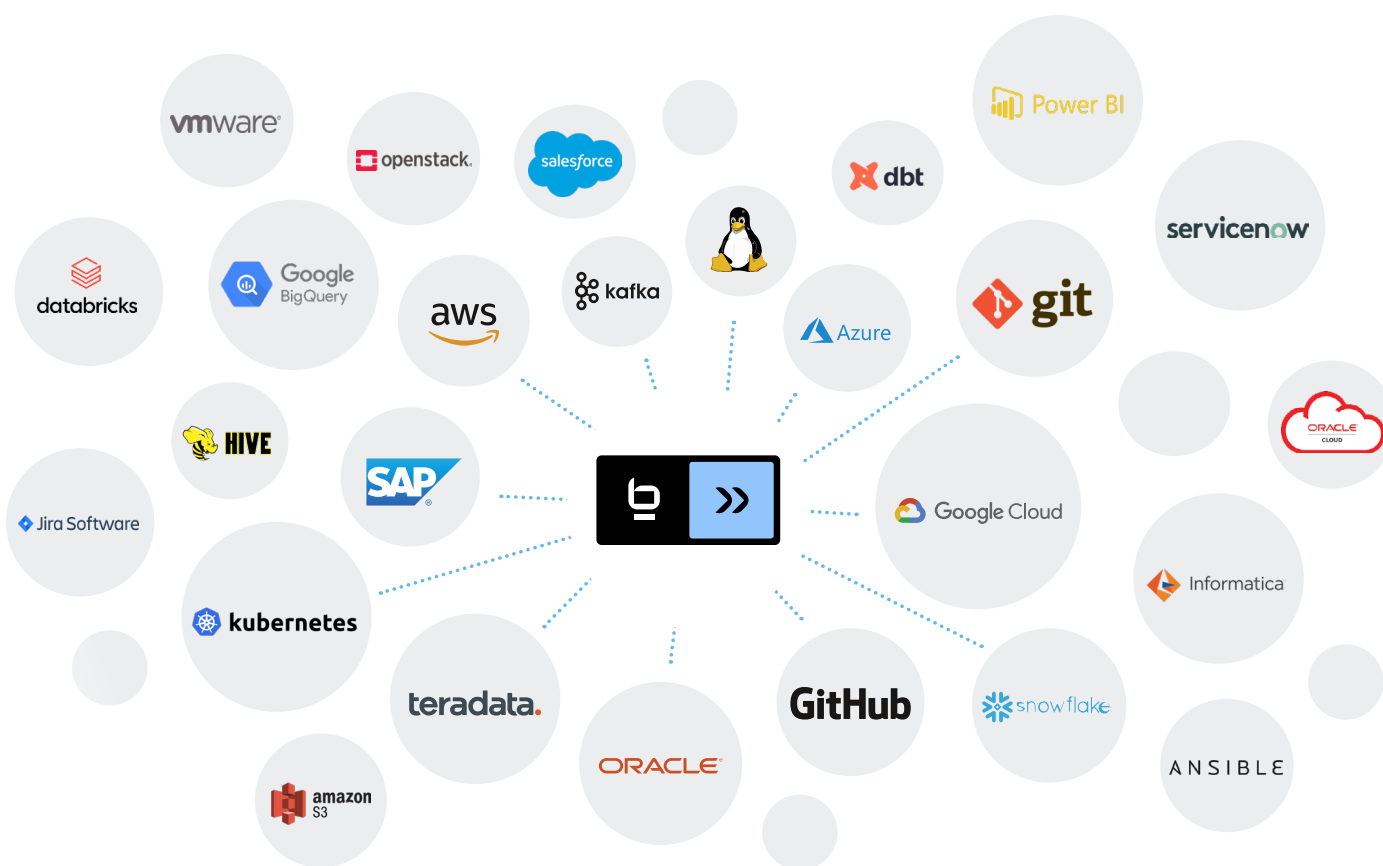 vmware®
openstack.
salesforce
Power BI
dbt
servicenow
databricks
Google
BigQuery
aws
kafka
Azure
git
HIVE
SAP
®
ORACLE
CLOUD
Jira Software
Google Cloud
Informatica
kubernetes
teradata.
GitHub
snowflake
ORACLE®
ANSIBLE
amazon
S3